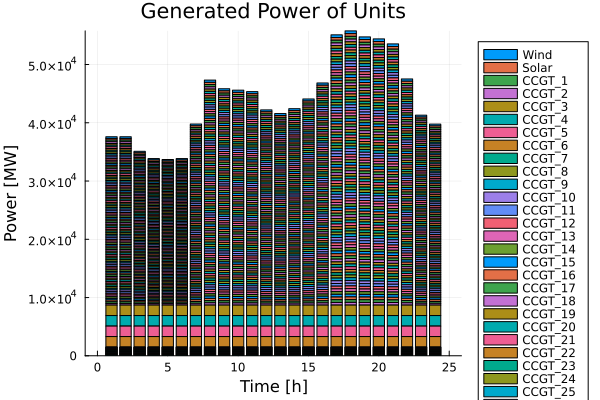 Generated Power of Units
Power [MW]
5.0×10⁴
4.0×10⁴
3.0×10⁴
2.0×10⁴
1.0×10⁴
0
0 5 10 15 20 25
Time [h]
Wind
Solar
CCGT_1
CCGT_2
CCGT_3
CCGT_4
CCGT_5
CCGT_6
CCGT_7
CCGT_8
CCGT_9
CCGT_10
CCGT_11
CCGT_12
CCGT_13
CCGT_14
CCGT_15
CCGT_16
CCGT_17
CCGT_18
CCGT_19
CCGT_20
CCGT_21
CCGT_22
CCGT_23
CCGT_24
CCGT_25